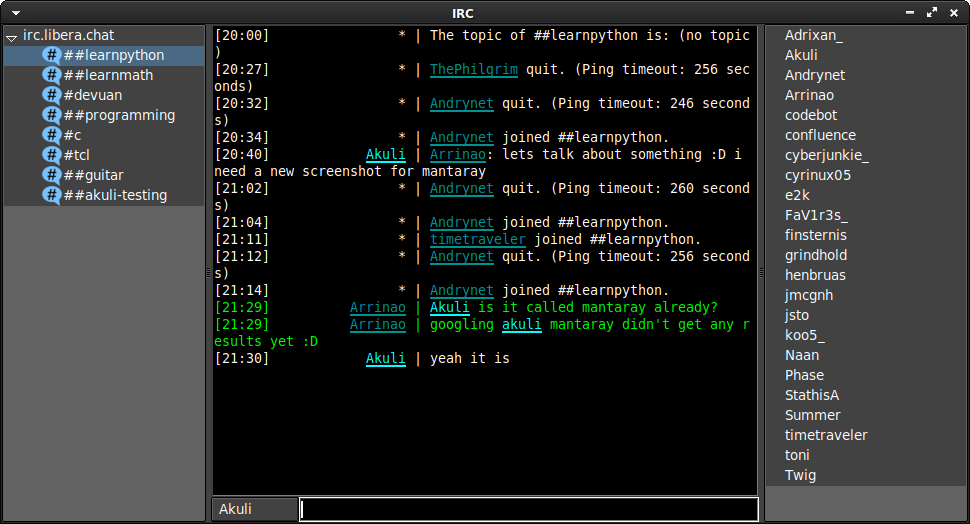 IRC
irc.libera.chat
##learnpython
##learnmath
#devuan
##programming
#c
#tcl
##guitar
##akuli-testing
[20:00] * | The topic of ##learnpython is: (no topic
)
[20:27] * | ThePhilgrim quit. (Ping timeout: 256 sec
onds)
[20:32] * | Andrynet quit. (Ping timeout: 246 second
s)
[20:34] * | Andrynet joined ##learnpython.
[20:40] Akuli | Arrinao: lets talk about something :D i
need a new screenshot for mantaray
[21:02] * | Andrynet quit. (Ping timeout: 260 second
s)
[21:04] * | Andrynet joined ##learnpython.
[21:11] * | timetraveler joined ##learnpython.
[21:12] * | Andrynet quit. (Ping timeout: 256 second
s)
[21:14] * | Andrynet joined ##learnpython.
[21:29] Arrinao | Akuli is it called mantaray already?
[21:29] Arrinao | googling akuli mantaray didn't get any r
esults yet :D
[21:30] Akuli | yeah it is
Akuli
Adrixan_
Akuli
Andrynet
Arrinao
codebot
confluence
cyberjunkie_
cyrinux05
e2k
FaV1r3s_
finsternis
grindhold
henbruas
jmcgnh
jsto
koo5_
Naan
Phase
StathisA
Summer
timetraveler
toni
Twig